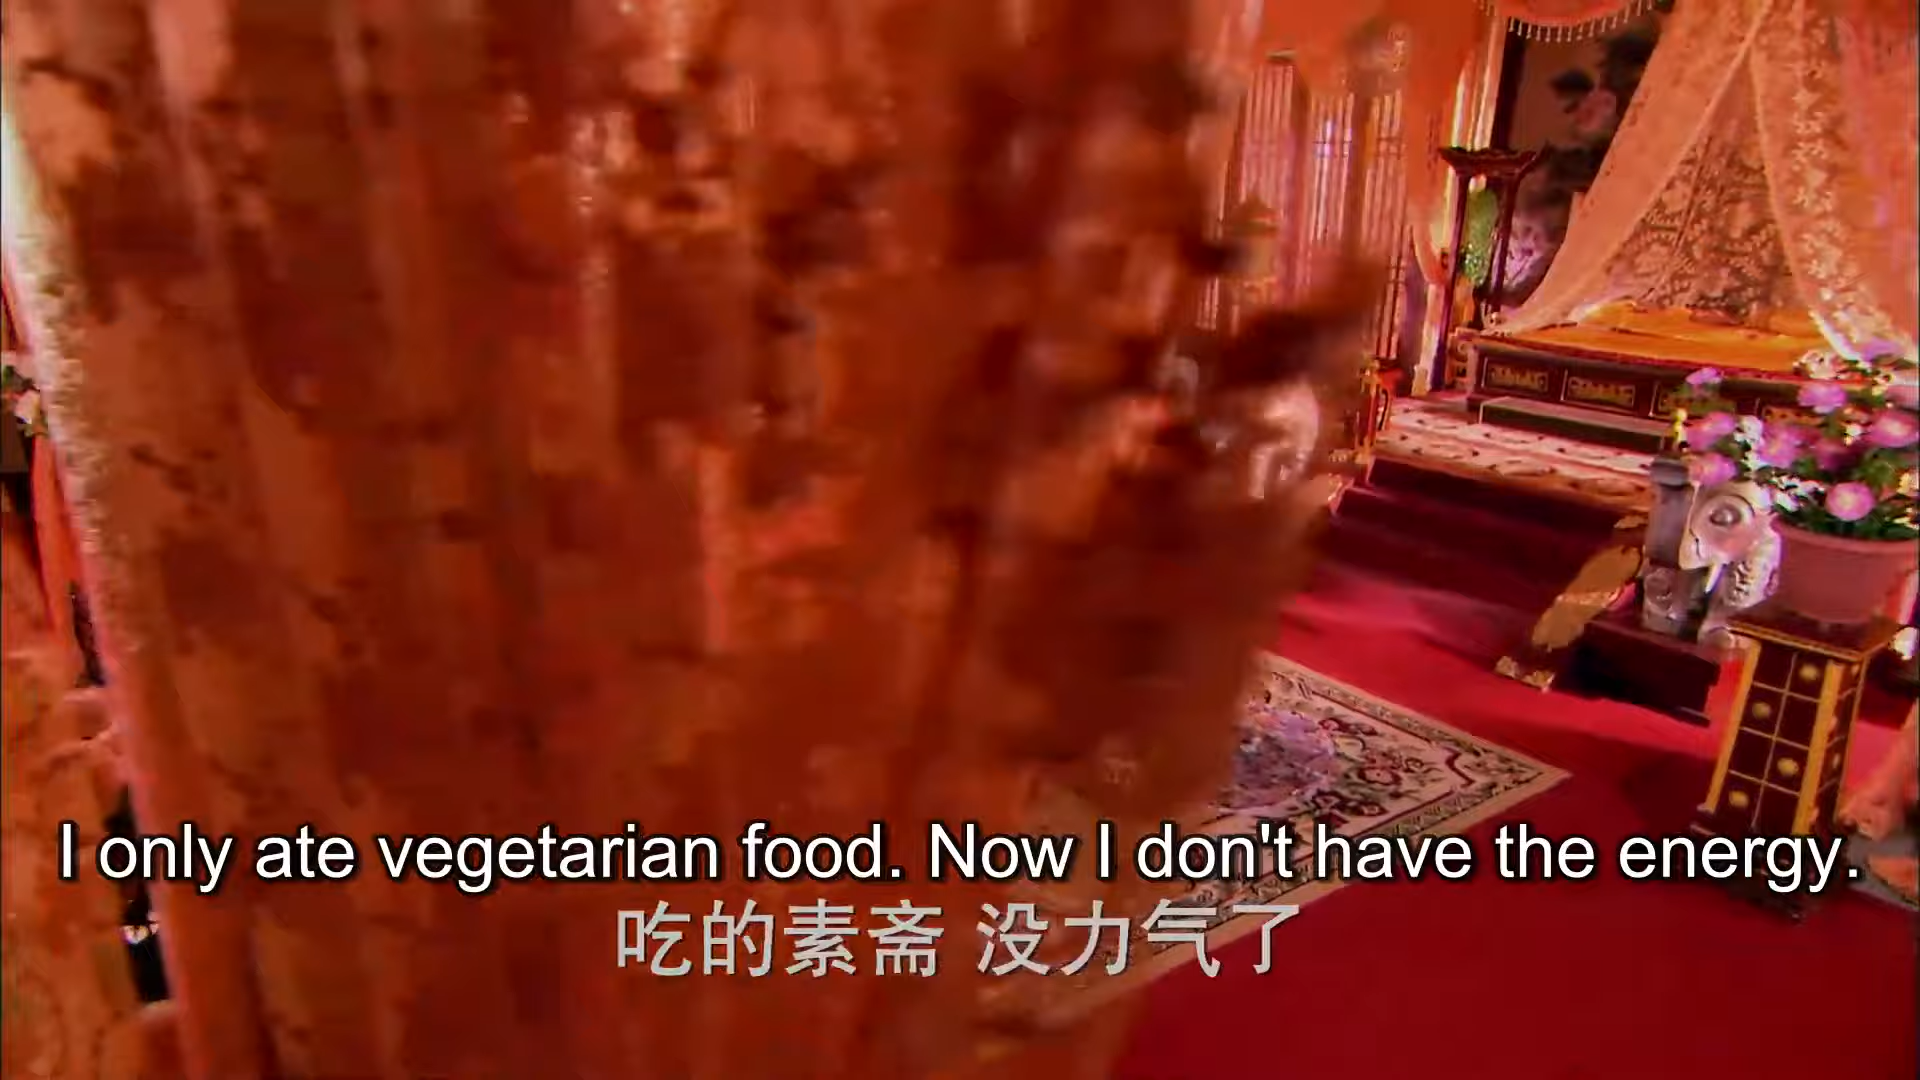 I only ate vegetarian food. Now I don't have the energy.
吃的素斋 没力气了